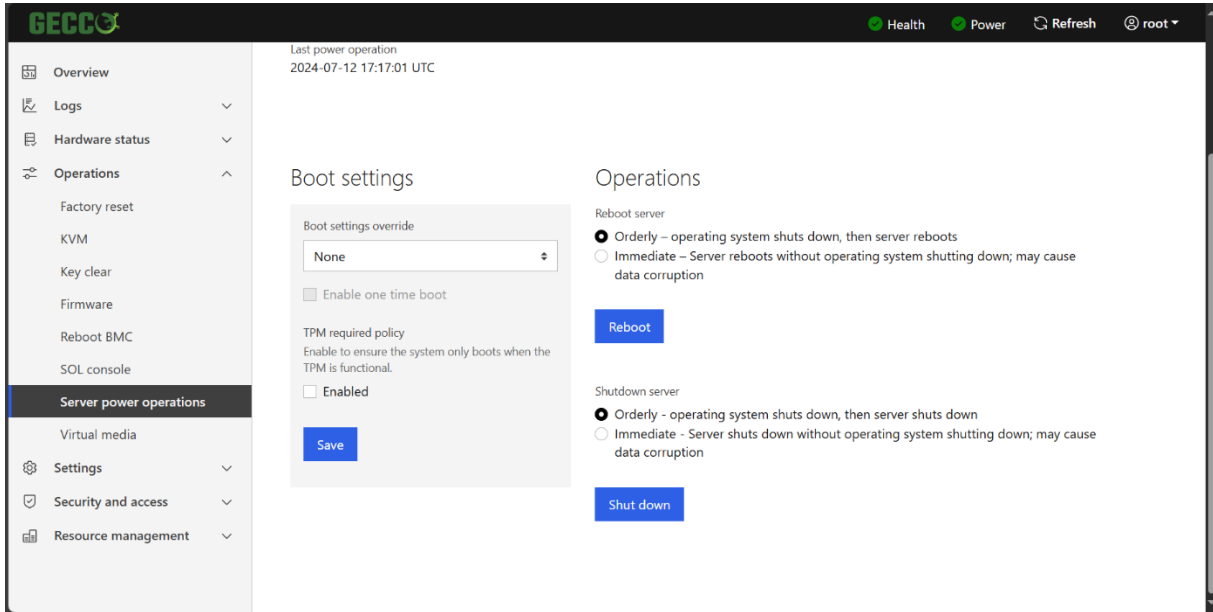 GECCO
Health
Power
Refresh
root
Overview
Logs
Hardware status
Operations
Factory reset
KVM
Key clear
Firmware
Reboot BMC
SOL console
Server power operations
Virtual media
Settings
Security and access
Resource management
Last power operation
2024-07-12 17:17:01 UTC
Boot settings
Boot settings override
None
Enable one time boot
TPM required policy
Enable to ensure the system only boots when the
TPM is functional.
Enabled
Save
Operations
Reboot server
Orderly – operating system shuts down, then server reboots
Immediate – Server reboots without operating system shutting down; may cause
data corruption
Reboot
Shutdown server
Orderly - operating system shuts down, then server shuts down
Immediate - Server shuts down without operating system shutting down; may cause
data corruption
Shut down